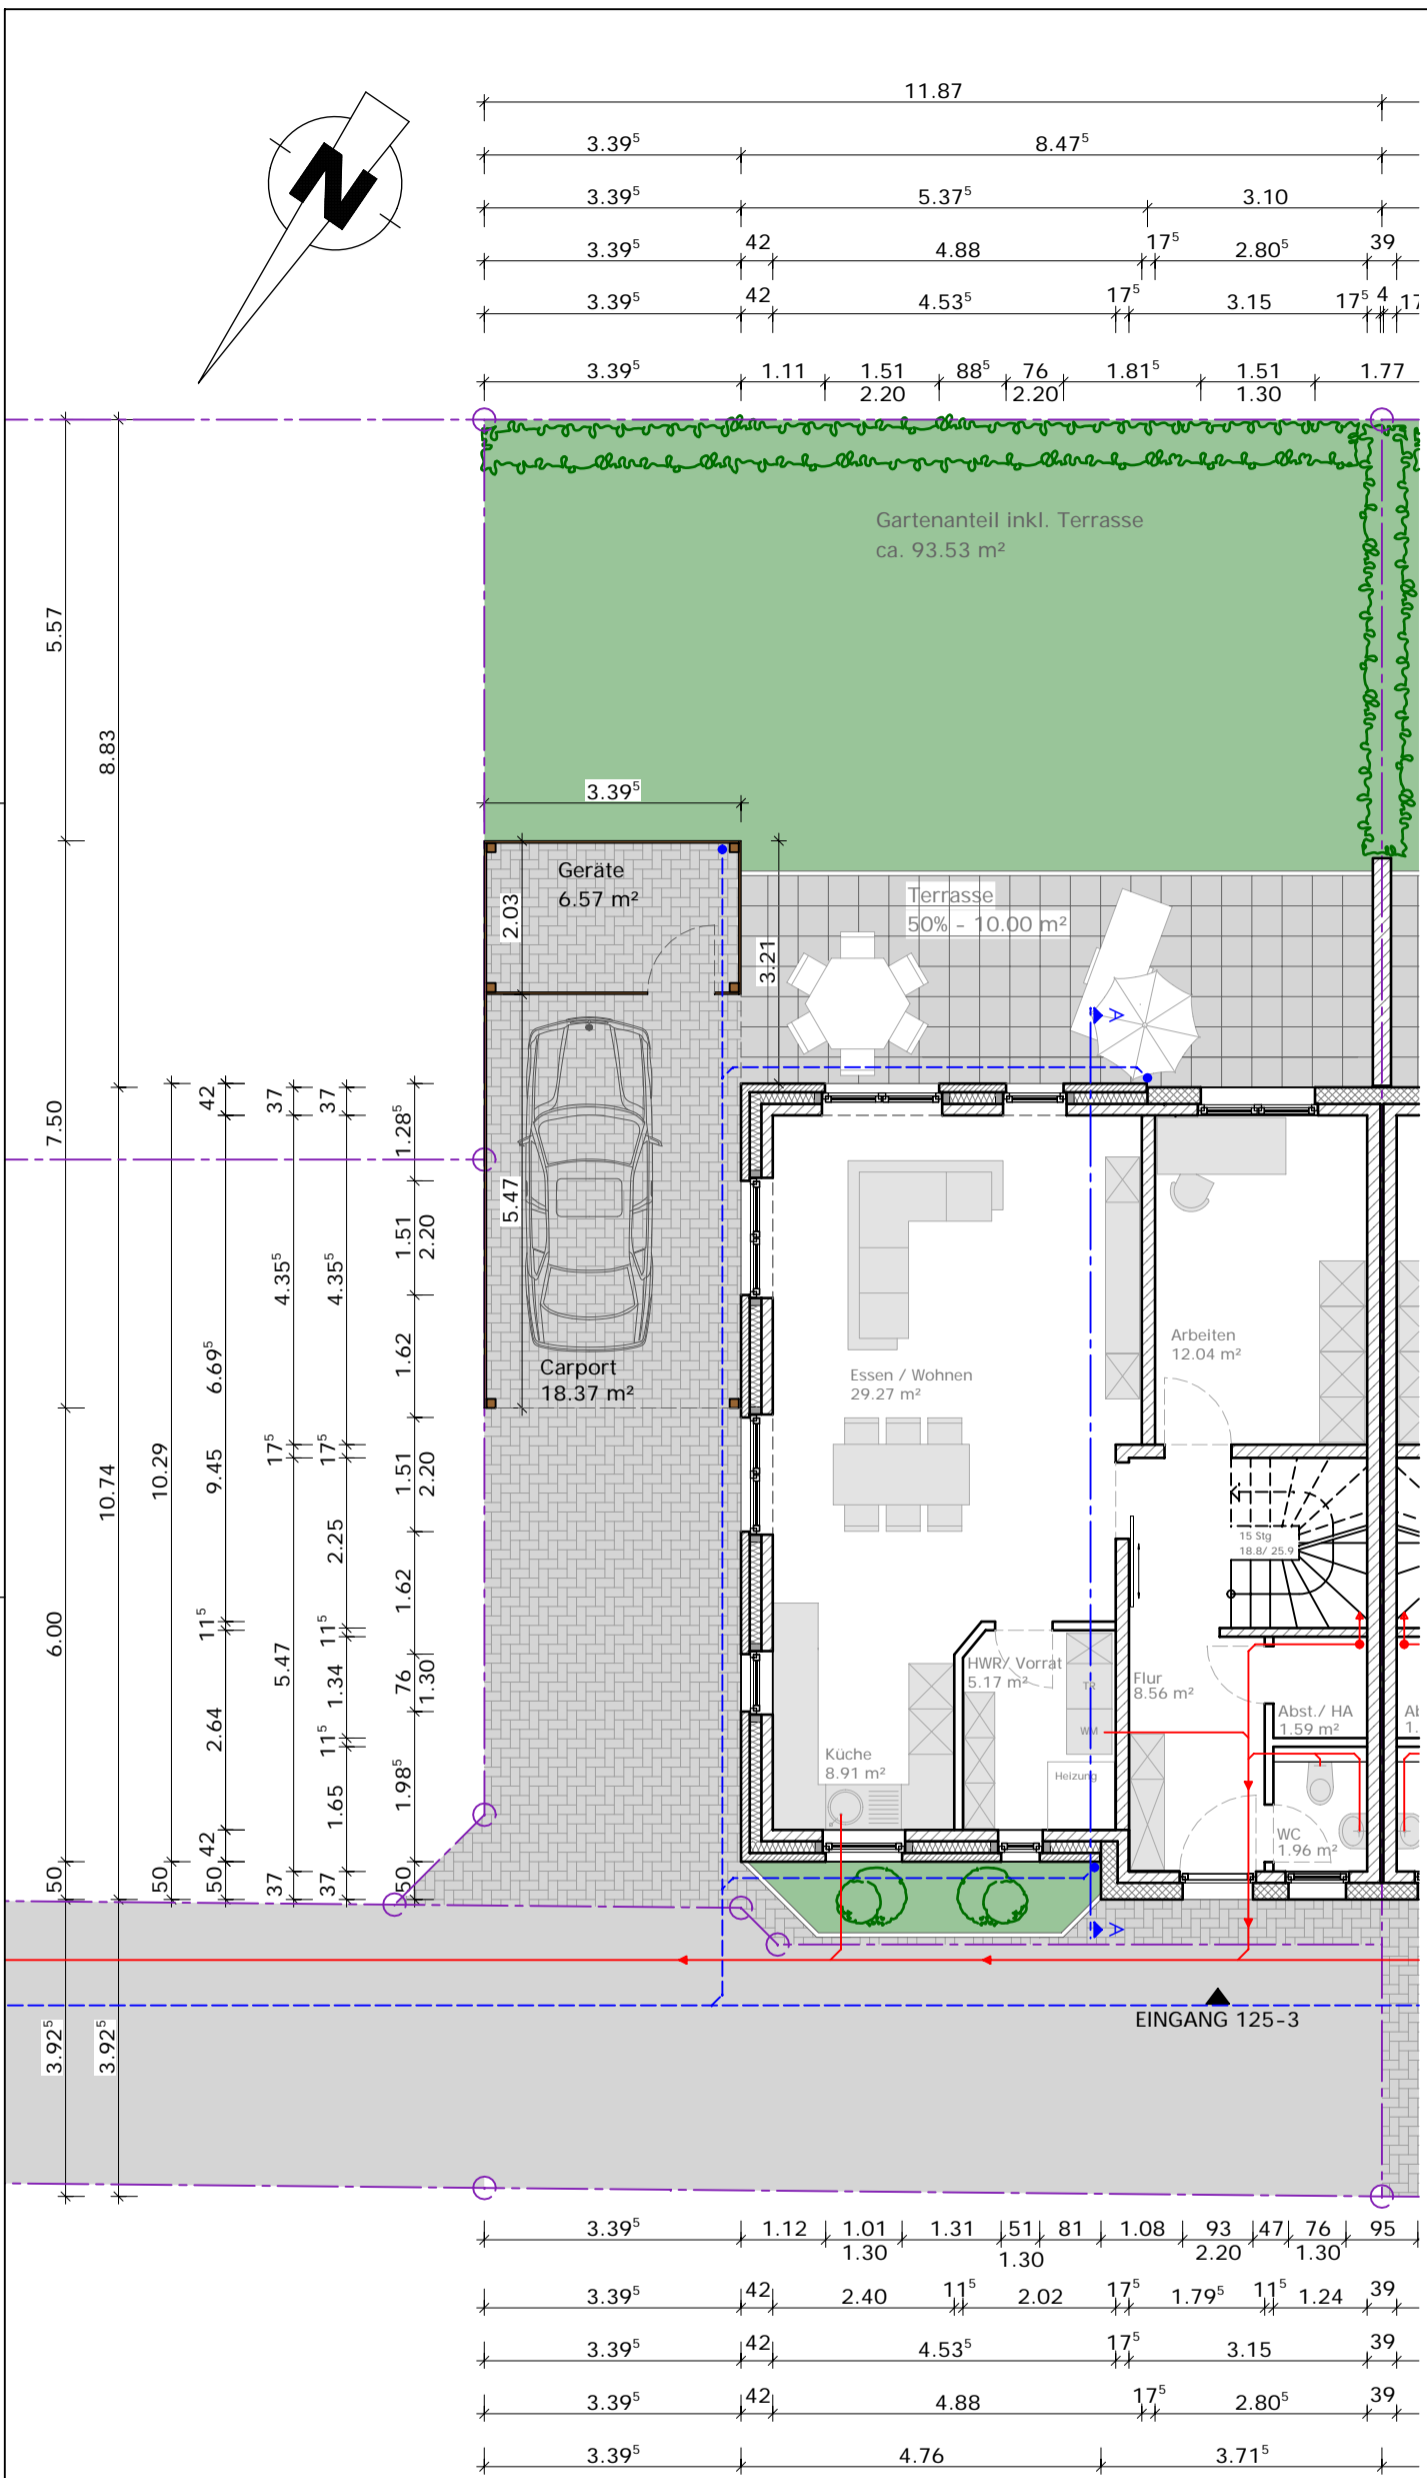 11.87
3.39⁵ 8.47⁵
N
3.39⁵ 5.37⁵ 3.10
3.39⁵ 42 4.88 17⁵ 2.80⁵ 39
3.39⁵ 42 4.53⁵ 17⁵ 3.15 17⁵ 4 17
3.39⁵ 1.11 1.51 88⁵ 76 1.81⁵ 1.51 1.77
2.20 2.20 1.30
Gartenanteil inkl. Terrasse
ca. 93.53 m²
5.57
8.83
3.39⁵
Geräte
6.57 m²
2.03
Terrasse
50% - 10.00 m²
3.21
A
7.50
42
37
37
1.28⁵
5.47
1.51
2.20
4.35⁵
4.35⁵
6.69⁵
1.62
Carport
18.37 m²
Arbeiten
12.04 m²
Essen / Wohnen
29.27 m²
10.74
10.29
9.45
17⁵
17⁵
1.51
2.20
2.25
15 Stg
18.8/ 25.9
1.62
6.00
11⁵
5.47
11⁵
1.34
76
1.30
HWR/ Vorrat
5.17 m²
TR
WM
Flur
8.56 m²
Abst./ HA
1.59 m²
Ab
1.
2.64
11⁵
1.65
1.98⁵
Küche
8.91 m²
Heizung
WC
1.96 m²
42
50
50
50
37
37
50
A
EINGANG 125-3
3.92⁵
3.92⁵
3.39⁵ 1.12 1.01 1.31 51 81 1.08 93 47 76 95
1.30 1.30 2.20 1.30
3.39⁵ 42 2.40 11⁵ 2.02 17⁵ 1.79⁵ 11⁵ 1.24 39
3.39⁵ 42 4.53⁵ 17⁵ 3.15 39
3.39⁵ 42 4.88 17⁵ 2.80⁵ 39
3.39⁵ 4.76 3.71⁵